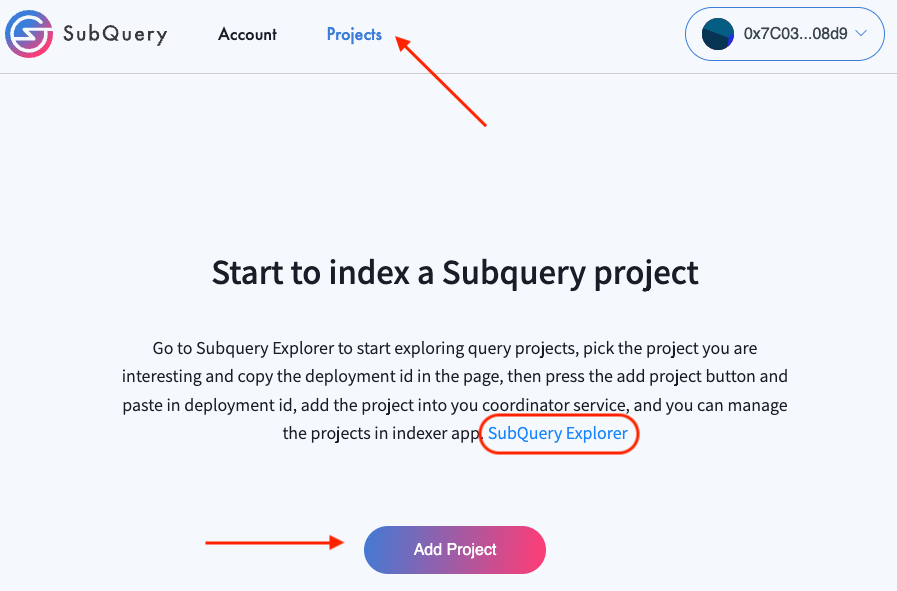 SubQuery Account Projects 0x7C03...08d9
Start to index a Subquery project
Go to Subquery Explorer to start exploring query projects, pick the project you are
interesting and copy the deployment id in the page, then press the add project button and
paste in deployment id, add the project into you coordinator service, and you can manage
the projects in indexer app. SubQuery Explorer
Add Project